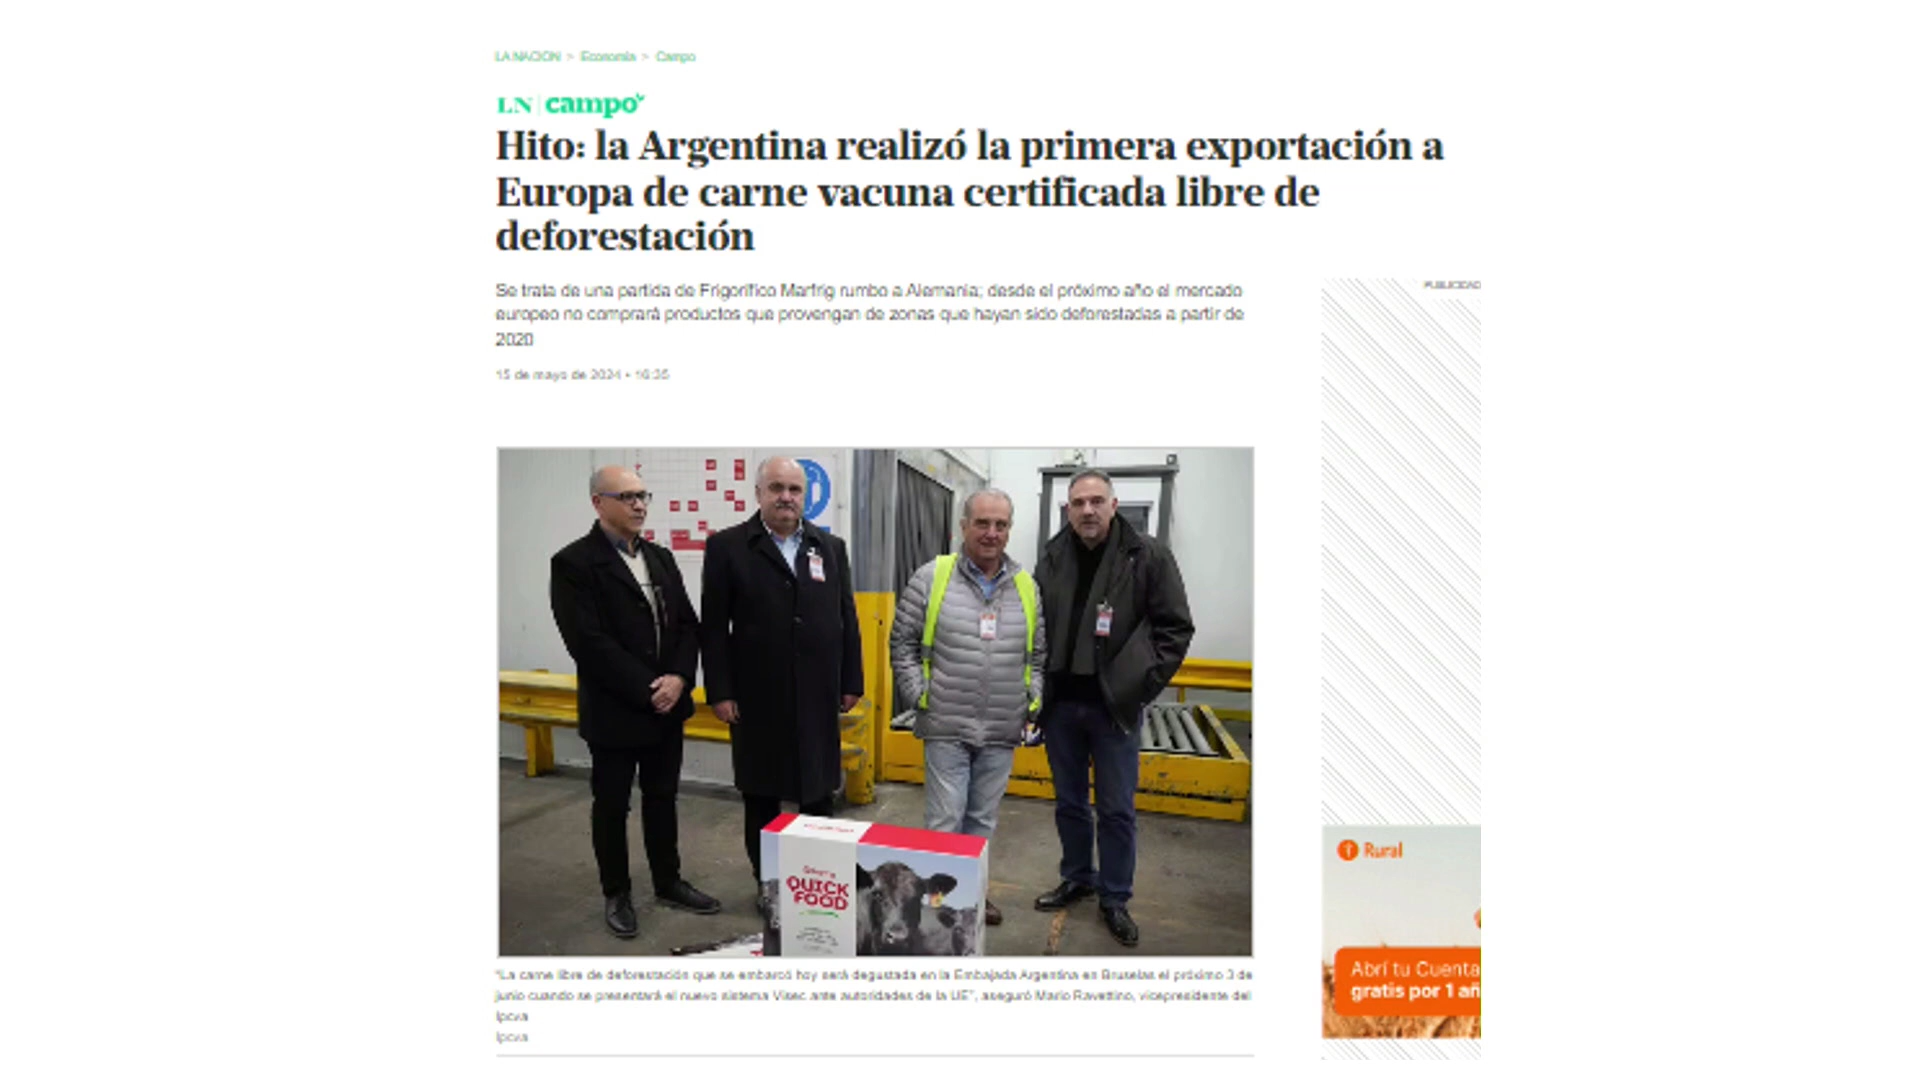 LA NACION > Economía > Campo
LN campo
Hito: la Argentina realizó la primera exportación a
Europa de carne vacuna certificada libre de
deforestación
Se trata de una partida de Frigorífico Marfrig rumbo a Alemania; desde el próximo año el mercado
europeo no comprará productos que provengan de zonas que hayan sido deforestadas a partir de
2020
15 de mayo de 2024 • 16:35
PUBLICIDAD
QUICK
FOOD
Rural
Abrí tu Cuenta
gratis por 1 añ
"La carne libre de deforestación que se embarcó hoy será degustada en la Embajada Argentina en Bruselas el próximo 3 de
junio cuando se presentará el nuevo sistema Visec ante autoridades de la UE", aseguró Mario Ravettino, vicepresidente del
Ipcva
Ipcva